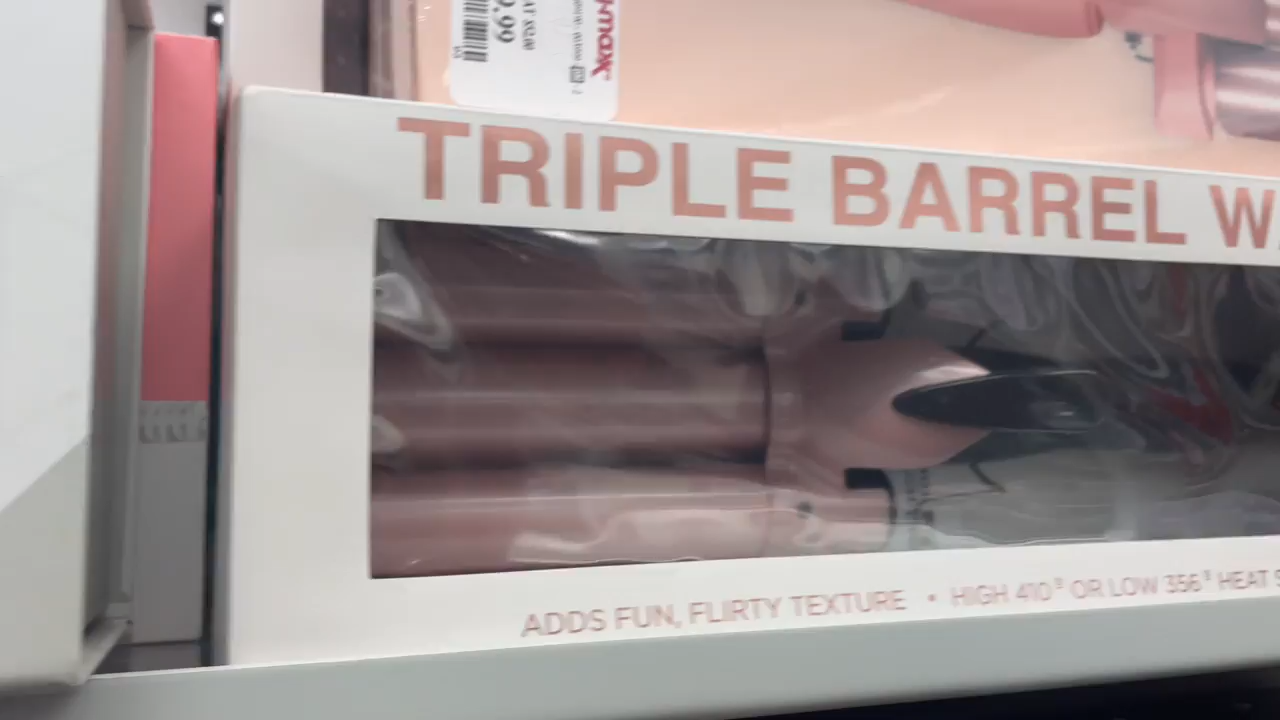 TRIPLE BARREL W
ADDS FUN, FLIRTY TEXTURE • HIGH 410° OR LOW 356° HEAT S